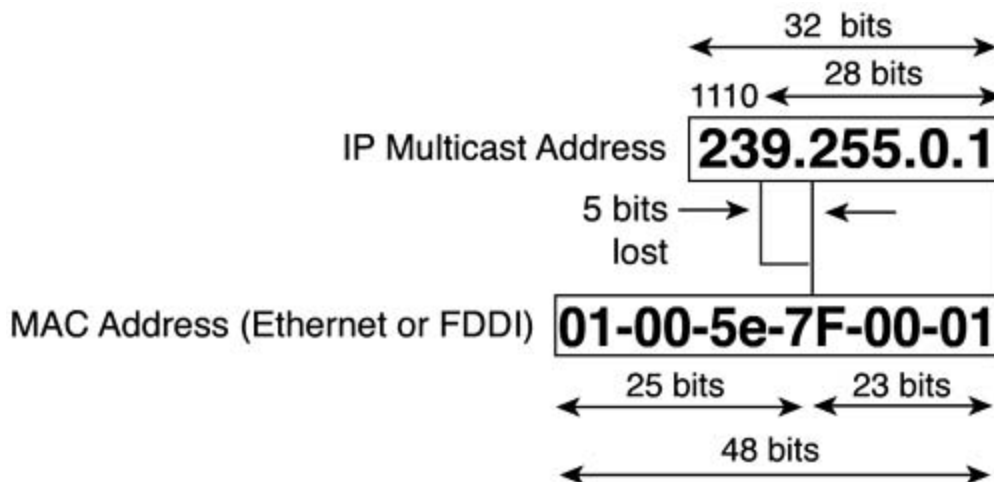 32 bits
28 bits
1110
IP Multicast Address 239.255.0.1
5 bits
lost
MAC Address (Ethernet or FDDI) 01-00-5e-7F-00-01
25 bits 23 bits
48 bits